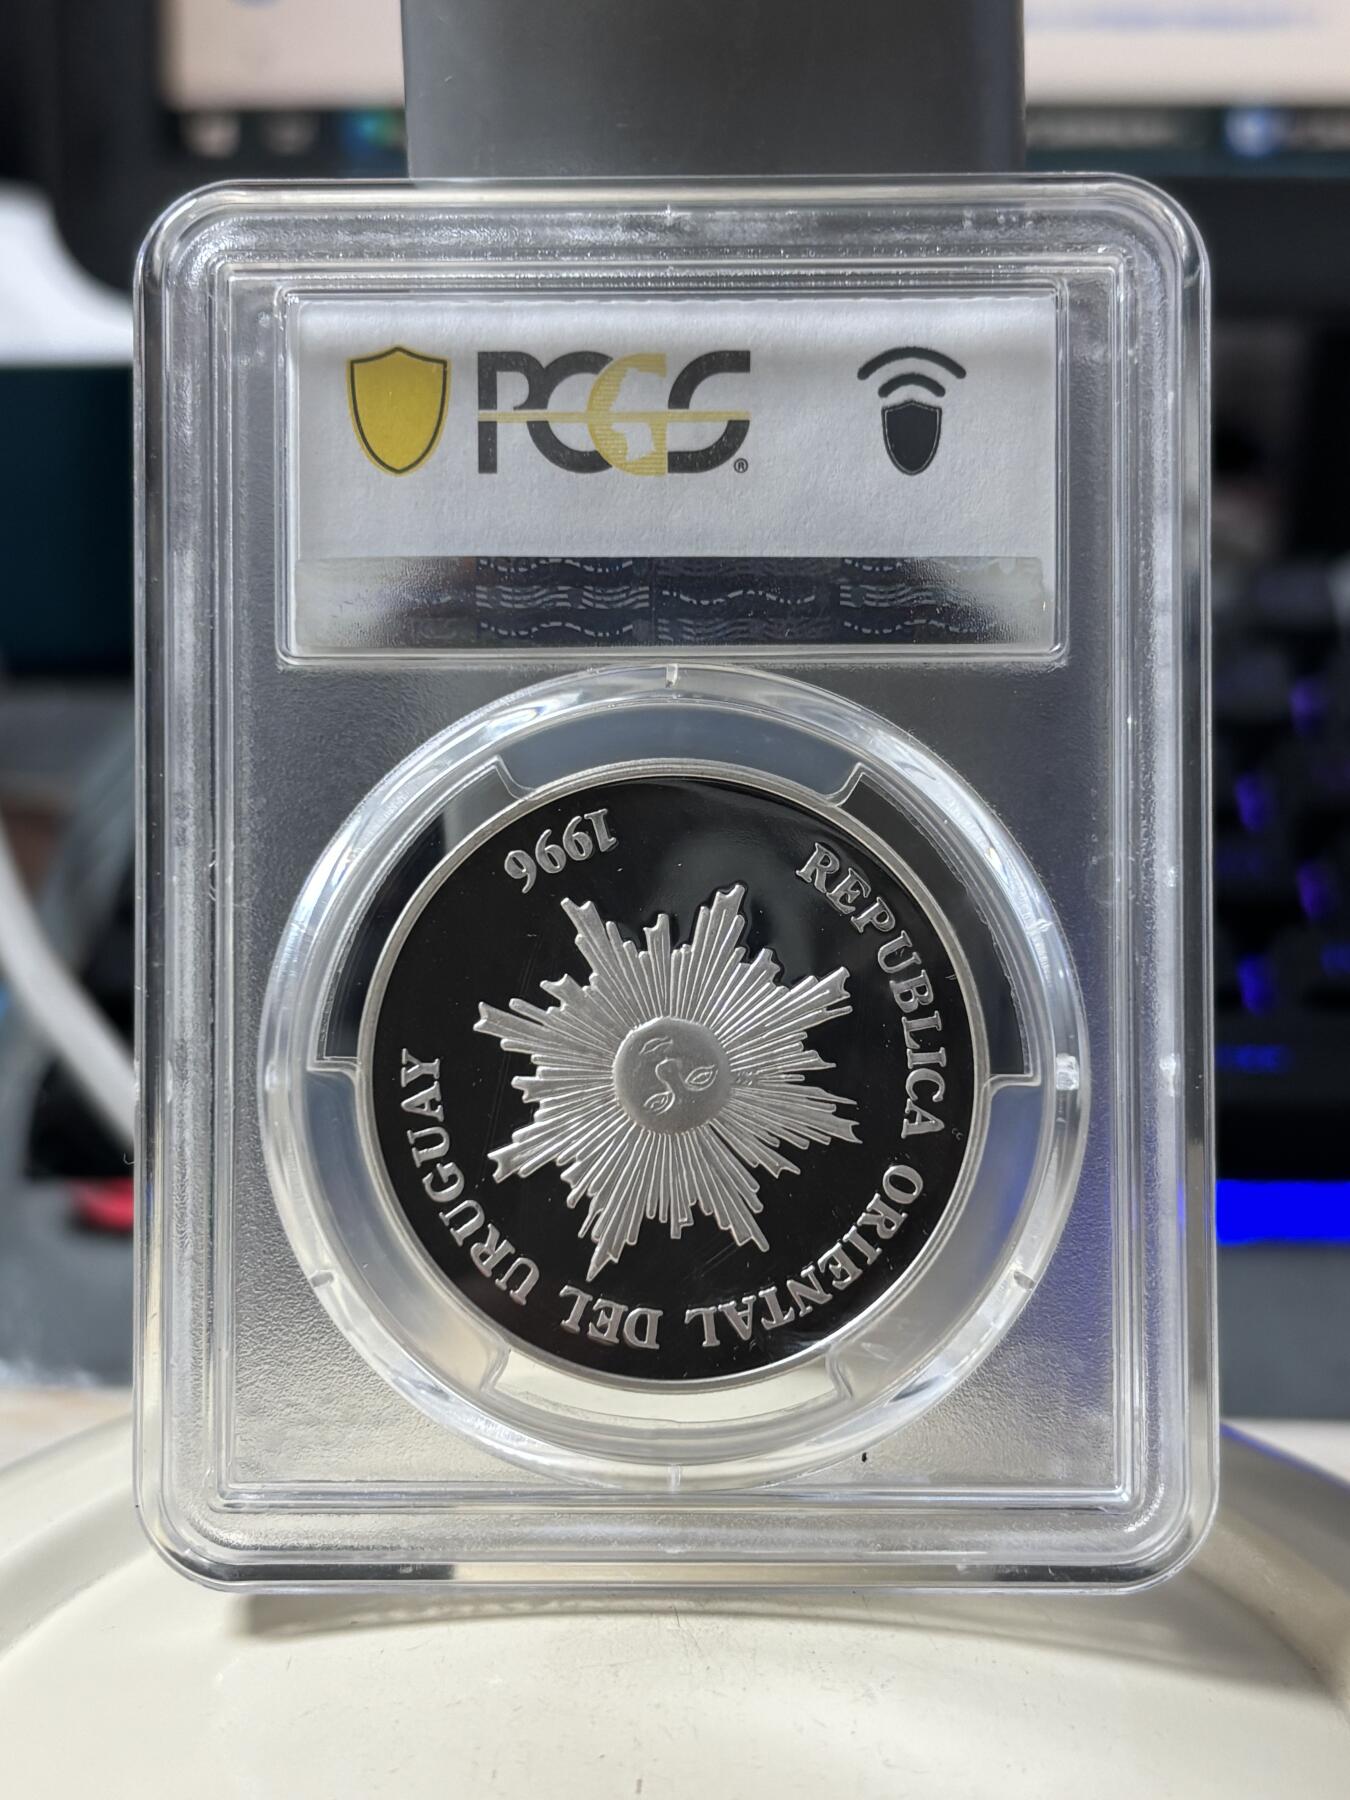 PCGS®
REPUBLICA ORIENTAL DEL URUGUAY
1996